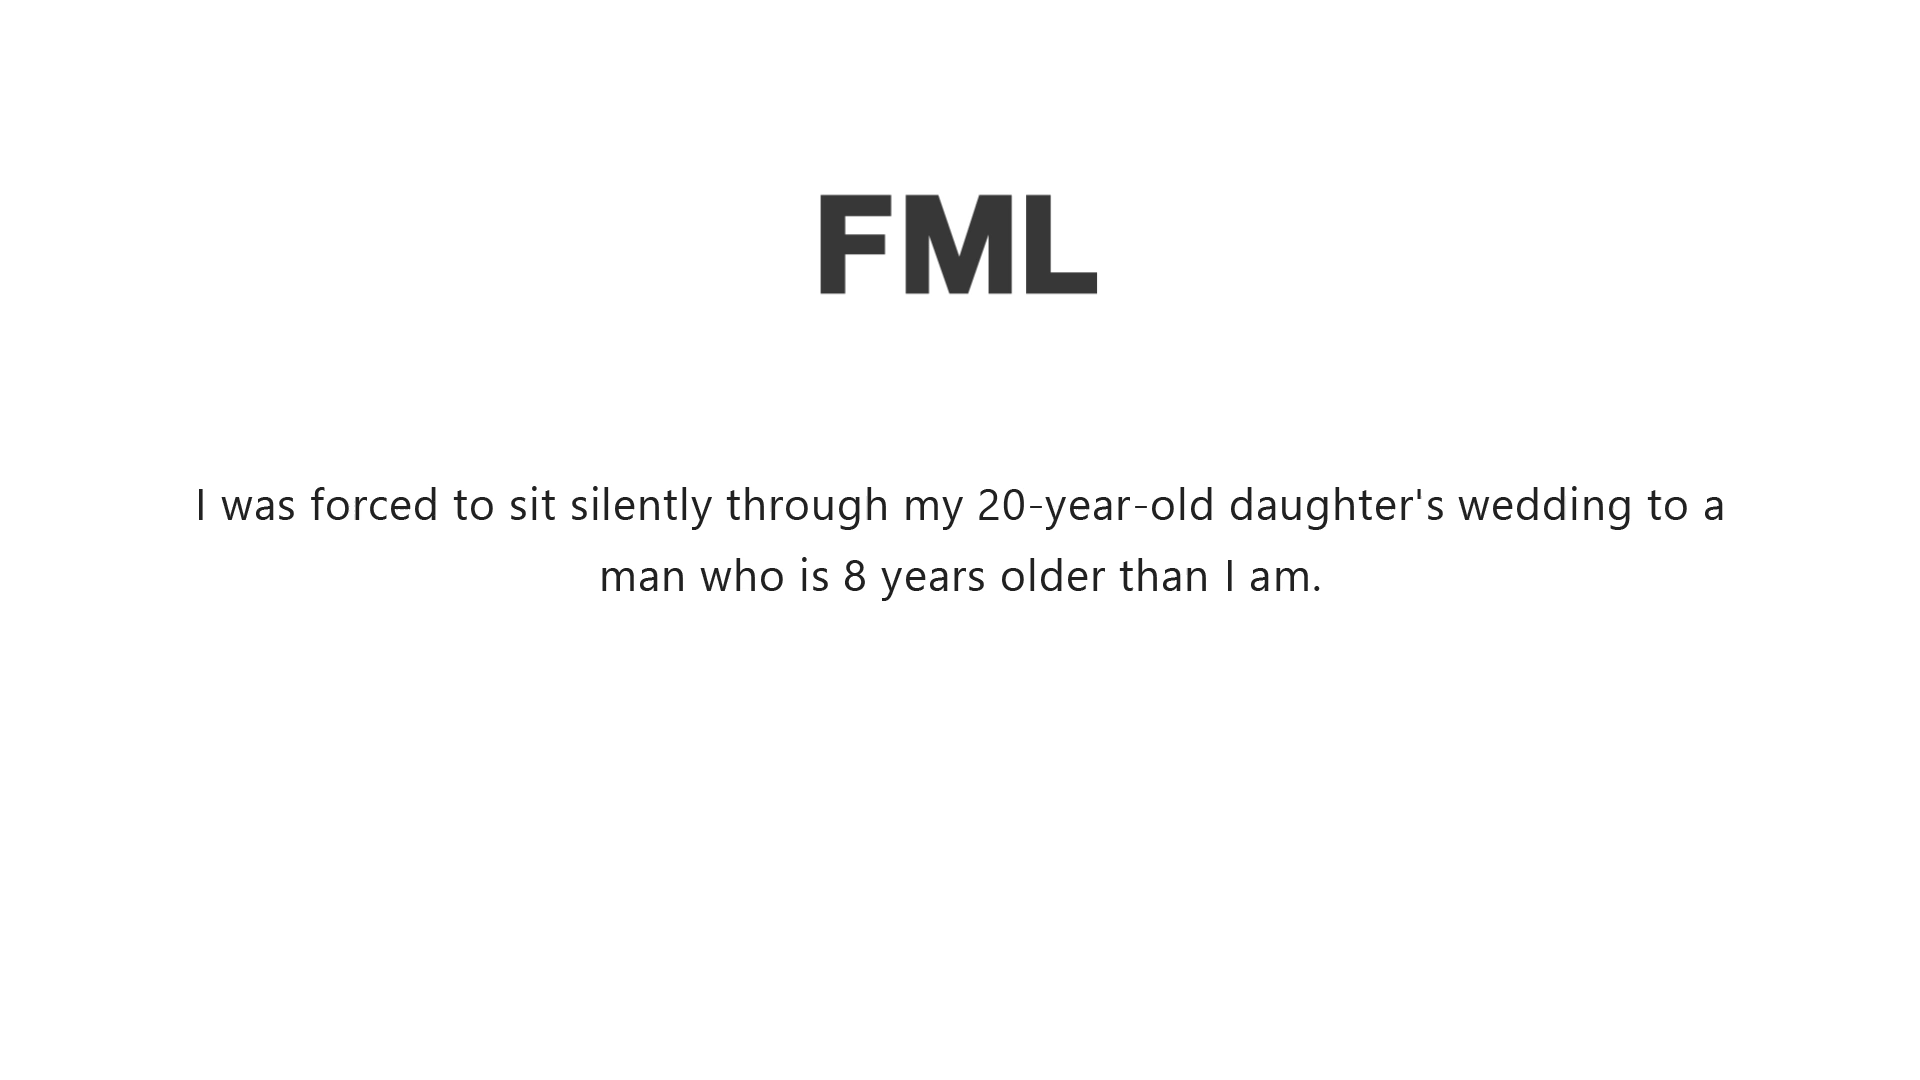 FML
I was forced to sit silently through my 20-year-old daughter's wedding to a
man who is 8 years older than I am.